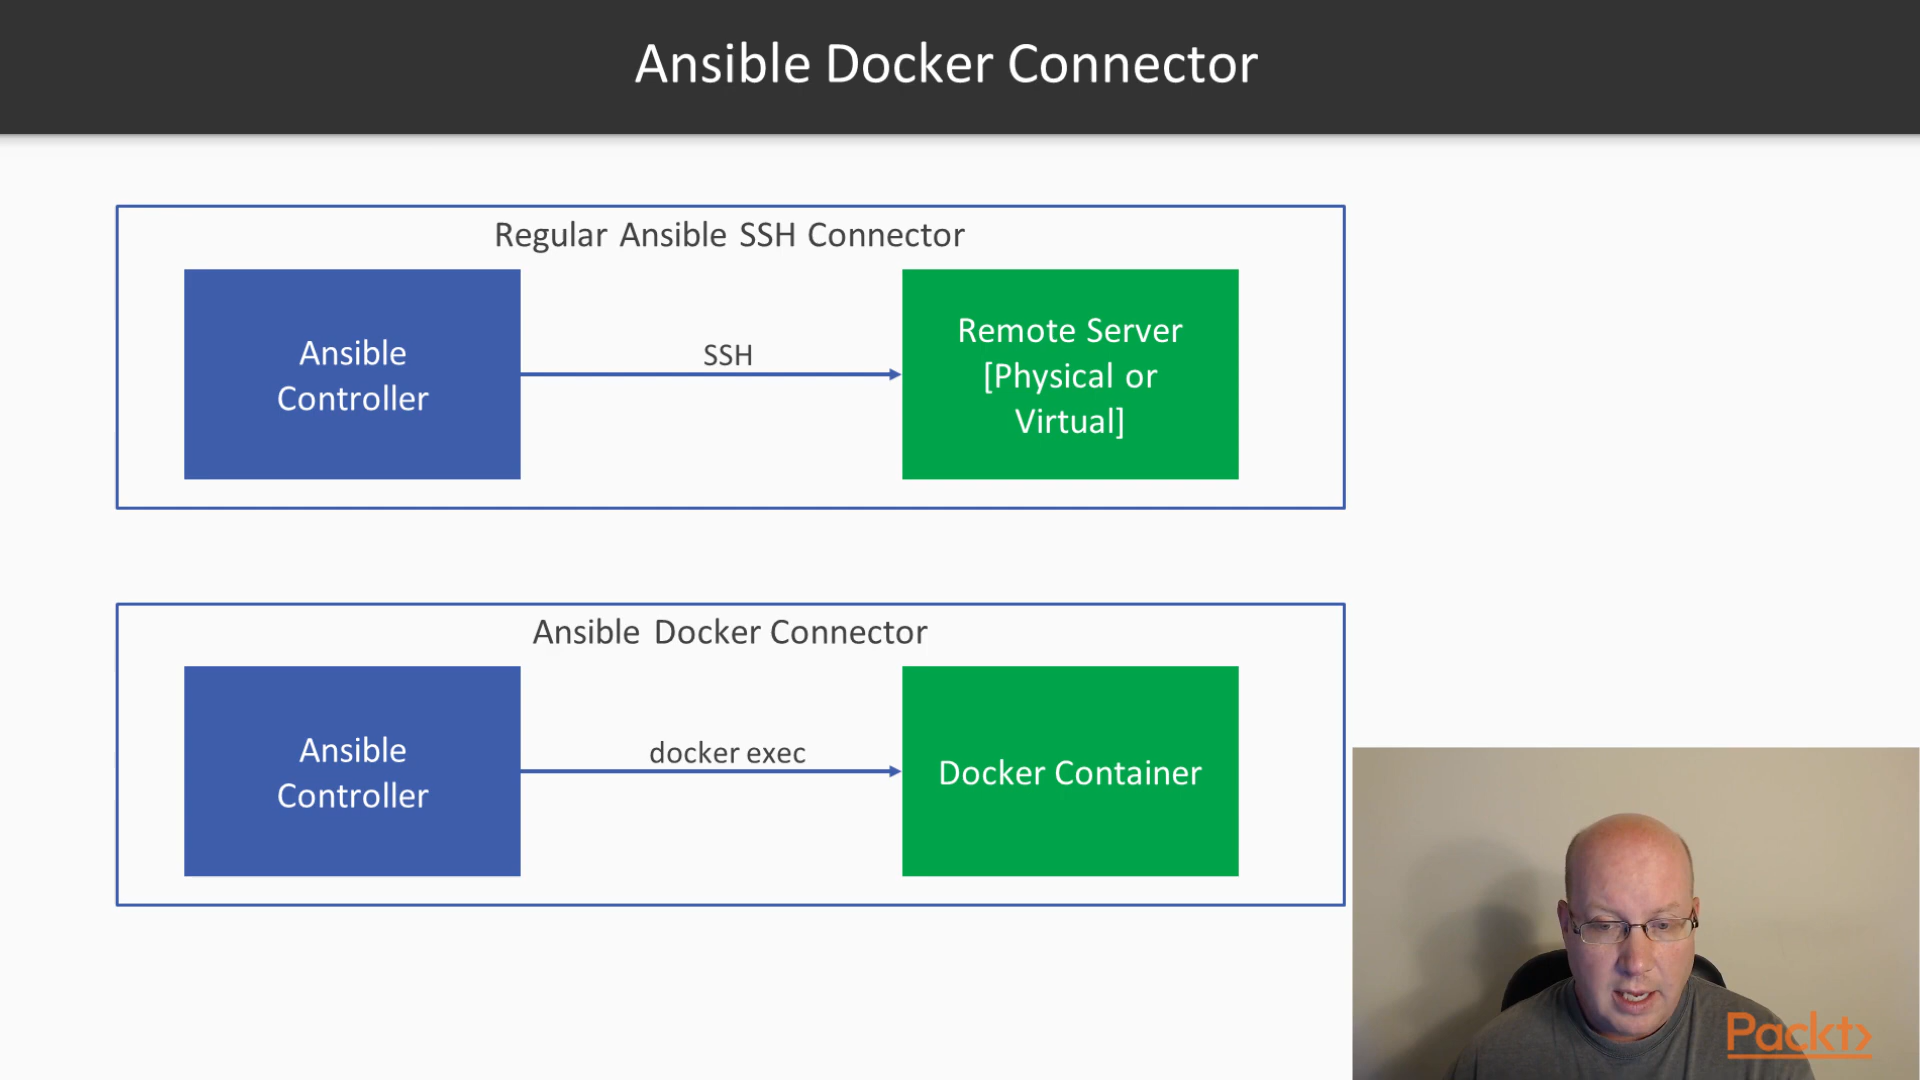 Ansible Docker Connector
Regular Ansible SSH Connector
Ansible
Controller
SSH
Remote Server
[Physical or
Virtual]
Ansible Docker Connector
Ansible
Controller
docker exec
Docker Container
Packt>